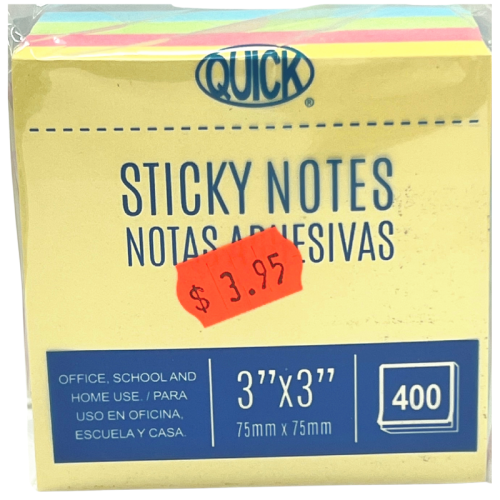 QUICK
®
STICKY NOTES
NOTAS ADHESIVAS
$ 3.95
OFFICE, SCHOOL AND
HOME USE. / PARA
USO EN OFICINA,
ESCUELA Y CASA.
3”X3”
75mm x 75mm
400